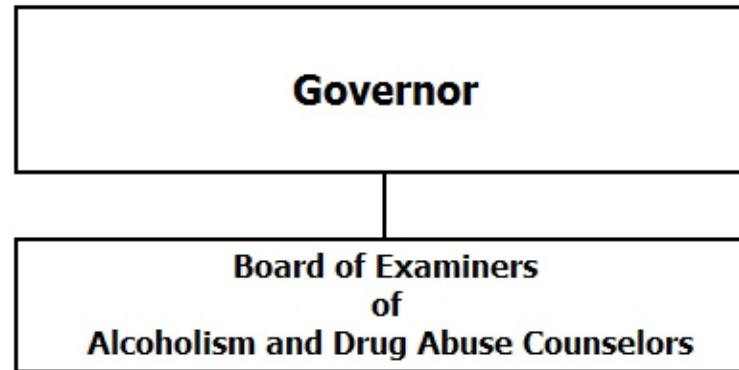 Governor
Board of Examiners
of
Alcoholism and Drug Abuse Counselors